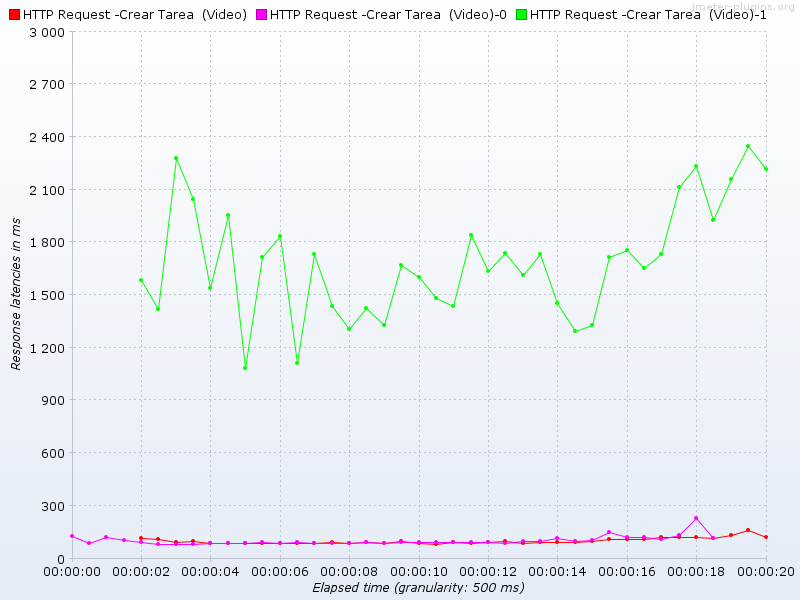 jmeter-plugins.org
HTTP Request -Crear Tarea  (Video) HTTP Request -Crear Tarea  (Video)-0 HTTP Request -Crear Tarea  (Video)-1
3 000
2 700
2 400
2 100
1 800
1 500
1 200
900
600
300
0
Response latencies in ms
00:00:00 00:00:02 00:00:04 00:00:06 00:00:08 00:00:10 00:00:12 00:00:14 00:00:16 00:00:18 00:00:20
Elapsed time (granularity: 500 ms)